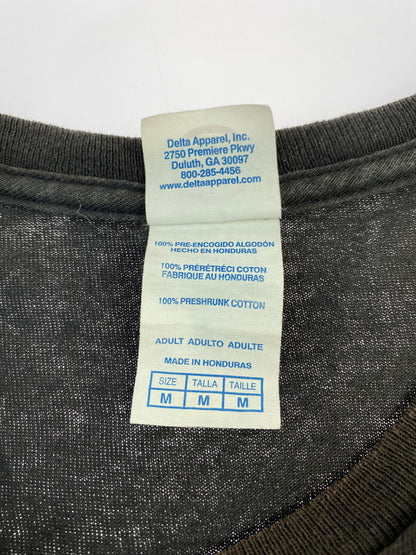 Delta Apparel, Inc.
2750 Premiere Pkwy
Duluth, GA 30097
800-285-4456
www.deltaapparel.com
100% PRE-ENCOGIDO ALGODÓN
HECHO EN HONDURAS
100% PRÉRÉTRÉCI COTON
FABRIQUE AU HONDURAS
100% PRESHRUNK COTTON
ADULT ADULTO ADULTE
MADE IN HONDURAS
SIZE TALLA TAILLE
M M M